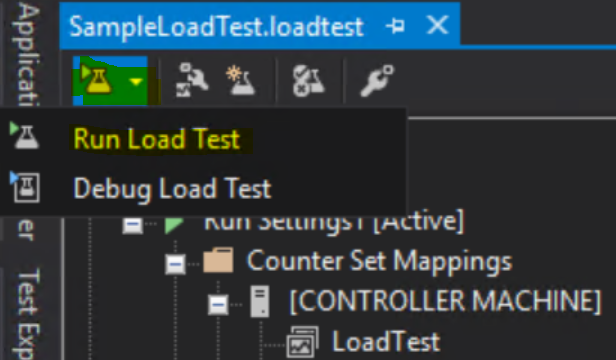 SampleLoadTest.loadtest
Run Load Test
Debug Load Test
Run Settings1 [Active]
Counter Set Mappings
[CONTROLLER MACHINE]
LoadTest
Applicati
er
Test Exp